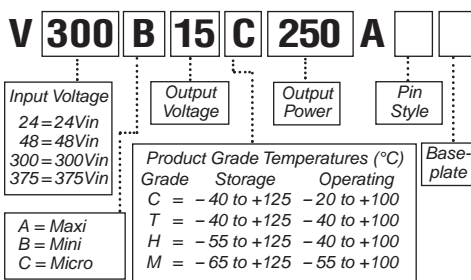 V 300 B 15 C 250 A
Input Voltage
24 = 24Vin
48 = 48Vin
300 = 300Vin
375 = 375Vin
Output
Voltage
Output
Power
Pin
Style
Base-
plate
A = Maxi
B = Mini
C = Micro
Product Grade Temperatures (°C)
Grade Storage Operating
C = – 40 to +125 – 20 to +100
T = – 40 to +125 – 40 to +100
H = – 55 to +125 – 40 to +100
M = – 65 to +125 – 55 to +100